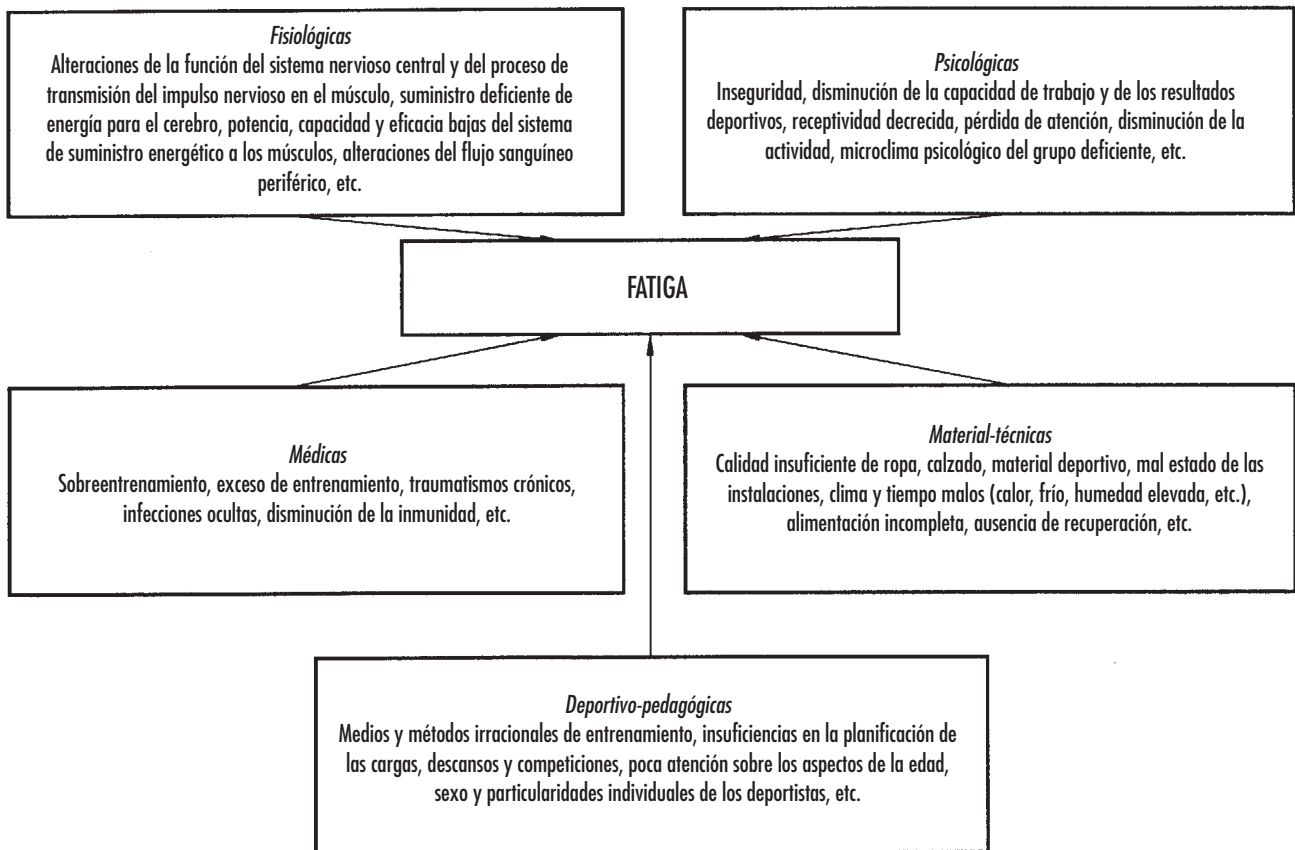 Fisiológicas
Alteraciones de la función del sistema nervioso central y del proceso de
transmisión del impulso nervioso en el músculo, suministro deficiente de
energía para el cerebro, potencia, capacidad y eficacia bajas del sistema
de suministro energético a los músculos, alteraciones del flujo sanguíneo
periférico, etc.
Psicológicas
Inseguridad, disminución de la capacidad de trabajo y de los resultados
deportivos, receptividad decrecida, pérdida de atención, disminución de la
actividad, microclima psicológico del grupo deficiente, etc.
FATIGA
Médicas
Sobreentrenamiento, exceso de entrenamiento, traumatismos crónicos,
infecciones ocultas, disminución de la inmunidad, etc.
Material-técnicas
Calidad insuficiente de ropa, calzado, material deportivo, mal estado de las
instalaciones, clima y tiempo malos (calor, frío, humedad elevada, etc.),
alimentación incompleta, ausencia de recuperación, etc.
Deportivo-pedagógicas
Medios y métodos irracionales de entrenamiento, insuficiencias en la planificación de
las cargas, descansos y competiciones, poca atención sobre los aspectos de la edad,
sexo y particularidades individuales de los deportistas, etc.